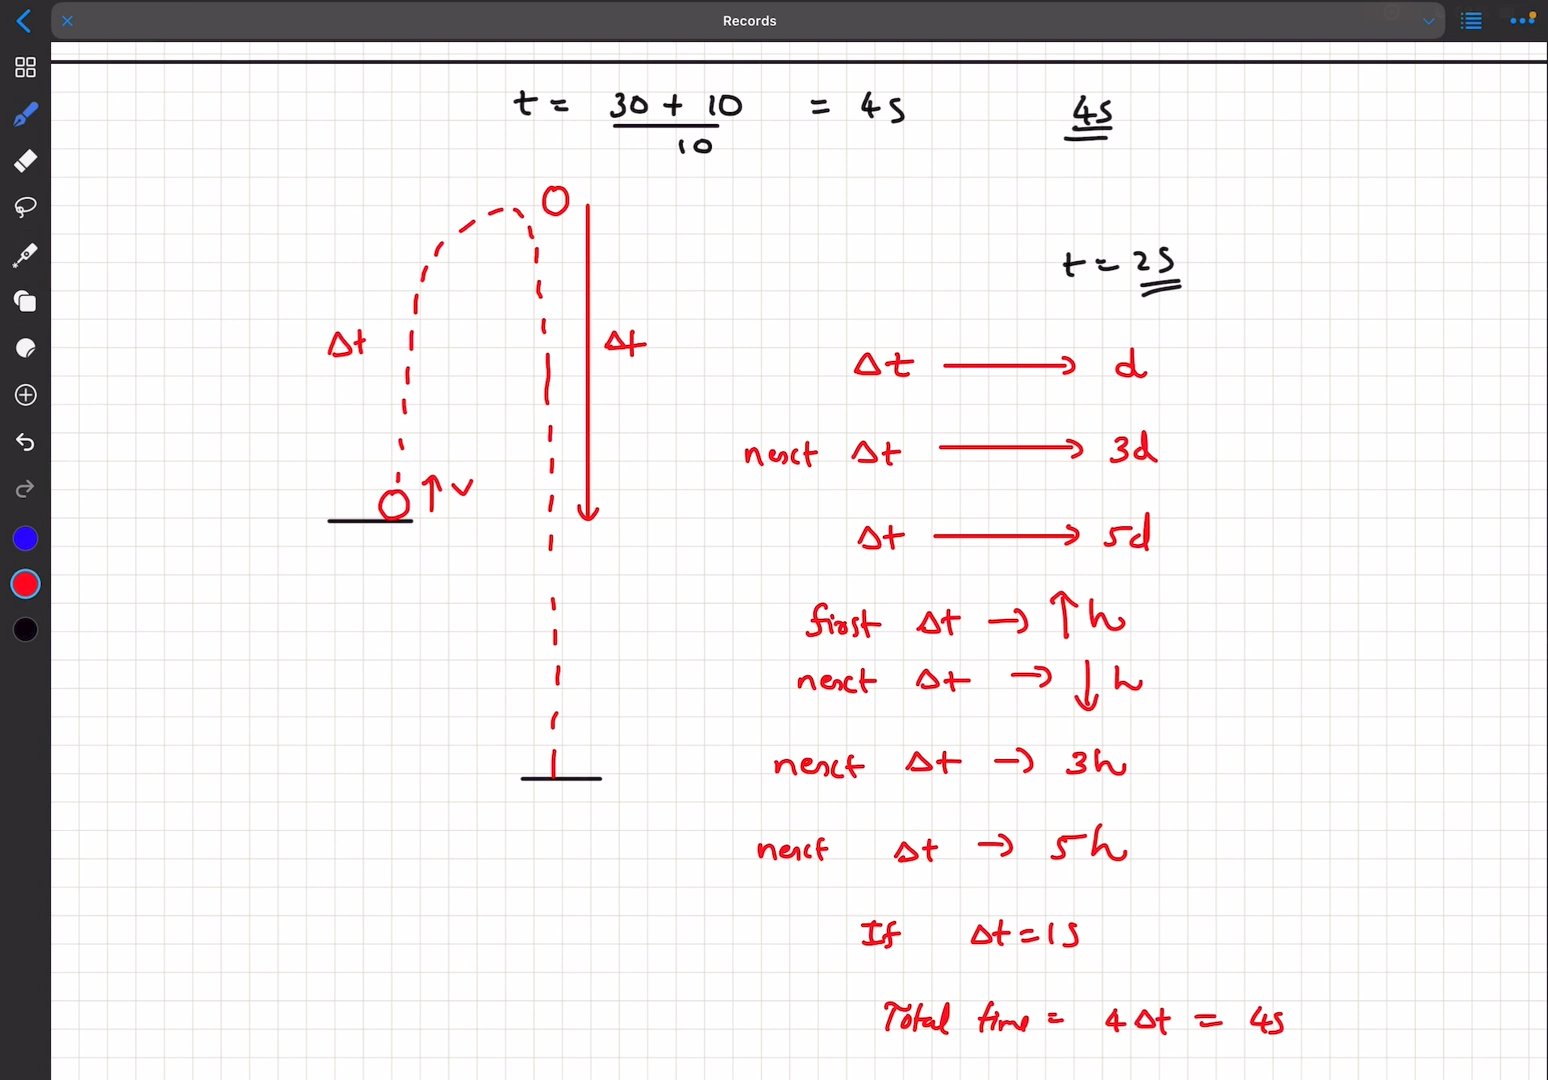 Records
t = 30 + 10 / 10 = 4s 4s
t = 2s
Δt Δt
Δt → d
next Δt → 3d
↑ v
Δt → 5d
first Δt → ↑ h
next Δt → ↓ h
next Δt → 3h
next Δt → 5h
If Δt = 1s
Total time = 4Δt = 4s